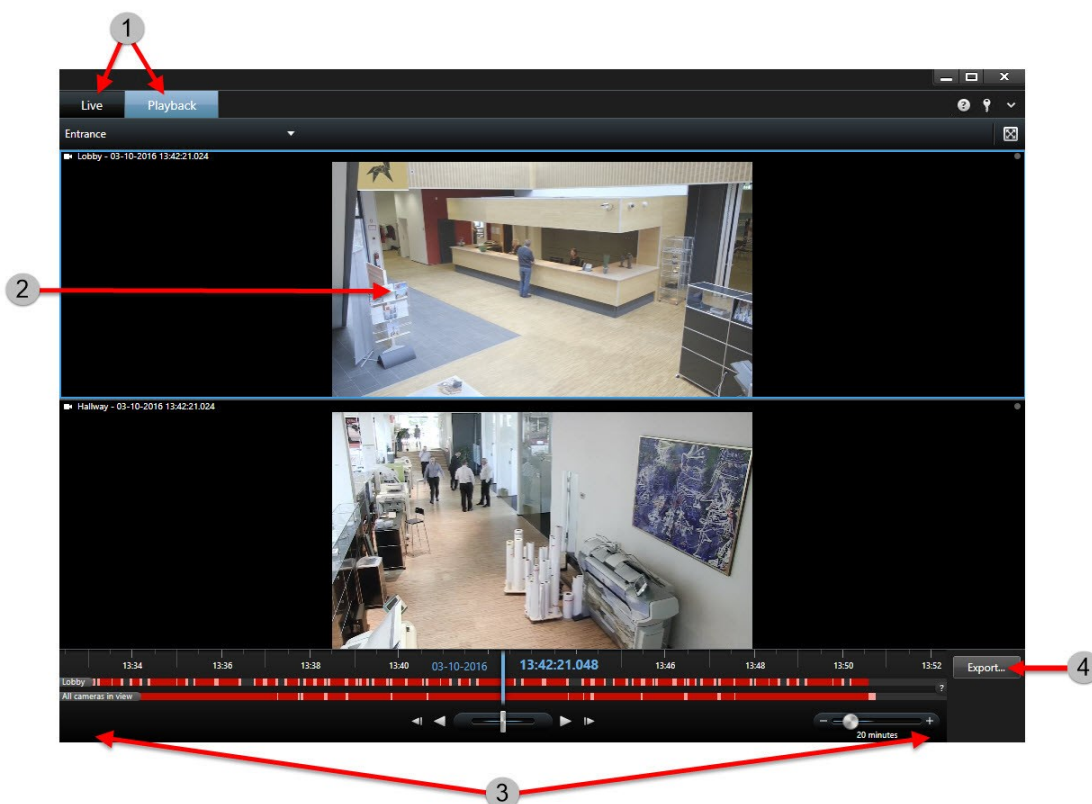 1
Live Playback
Entrance
Lobby - 03-10-2016 13:42:21.024
2
Hallway - 03-10-2016 13:42:21.024
13:34 13:36 13:38 13:40 03-10-2016 13:42:21.048 13:46 13:48 13:50 13:52 Export...
4
Lobby
All cameras in view ?
20 minutes
3